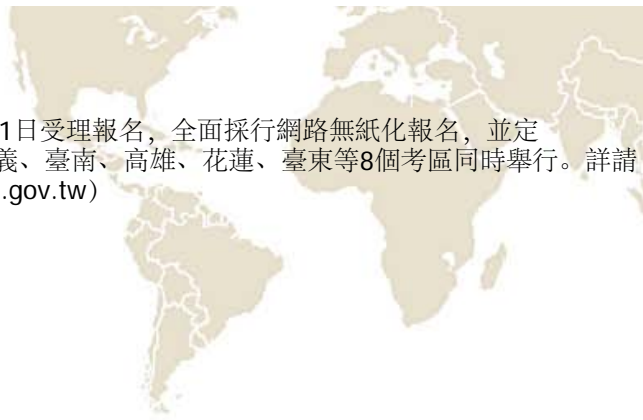 1日受理報名，全面採行網路無紙化報名，並定
義、臺南、高雄、花蓮、臺東等8個考區同時舉行。詳請
.gov.tw）